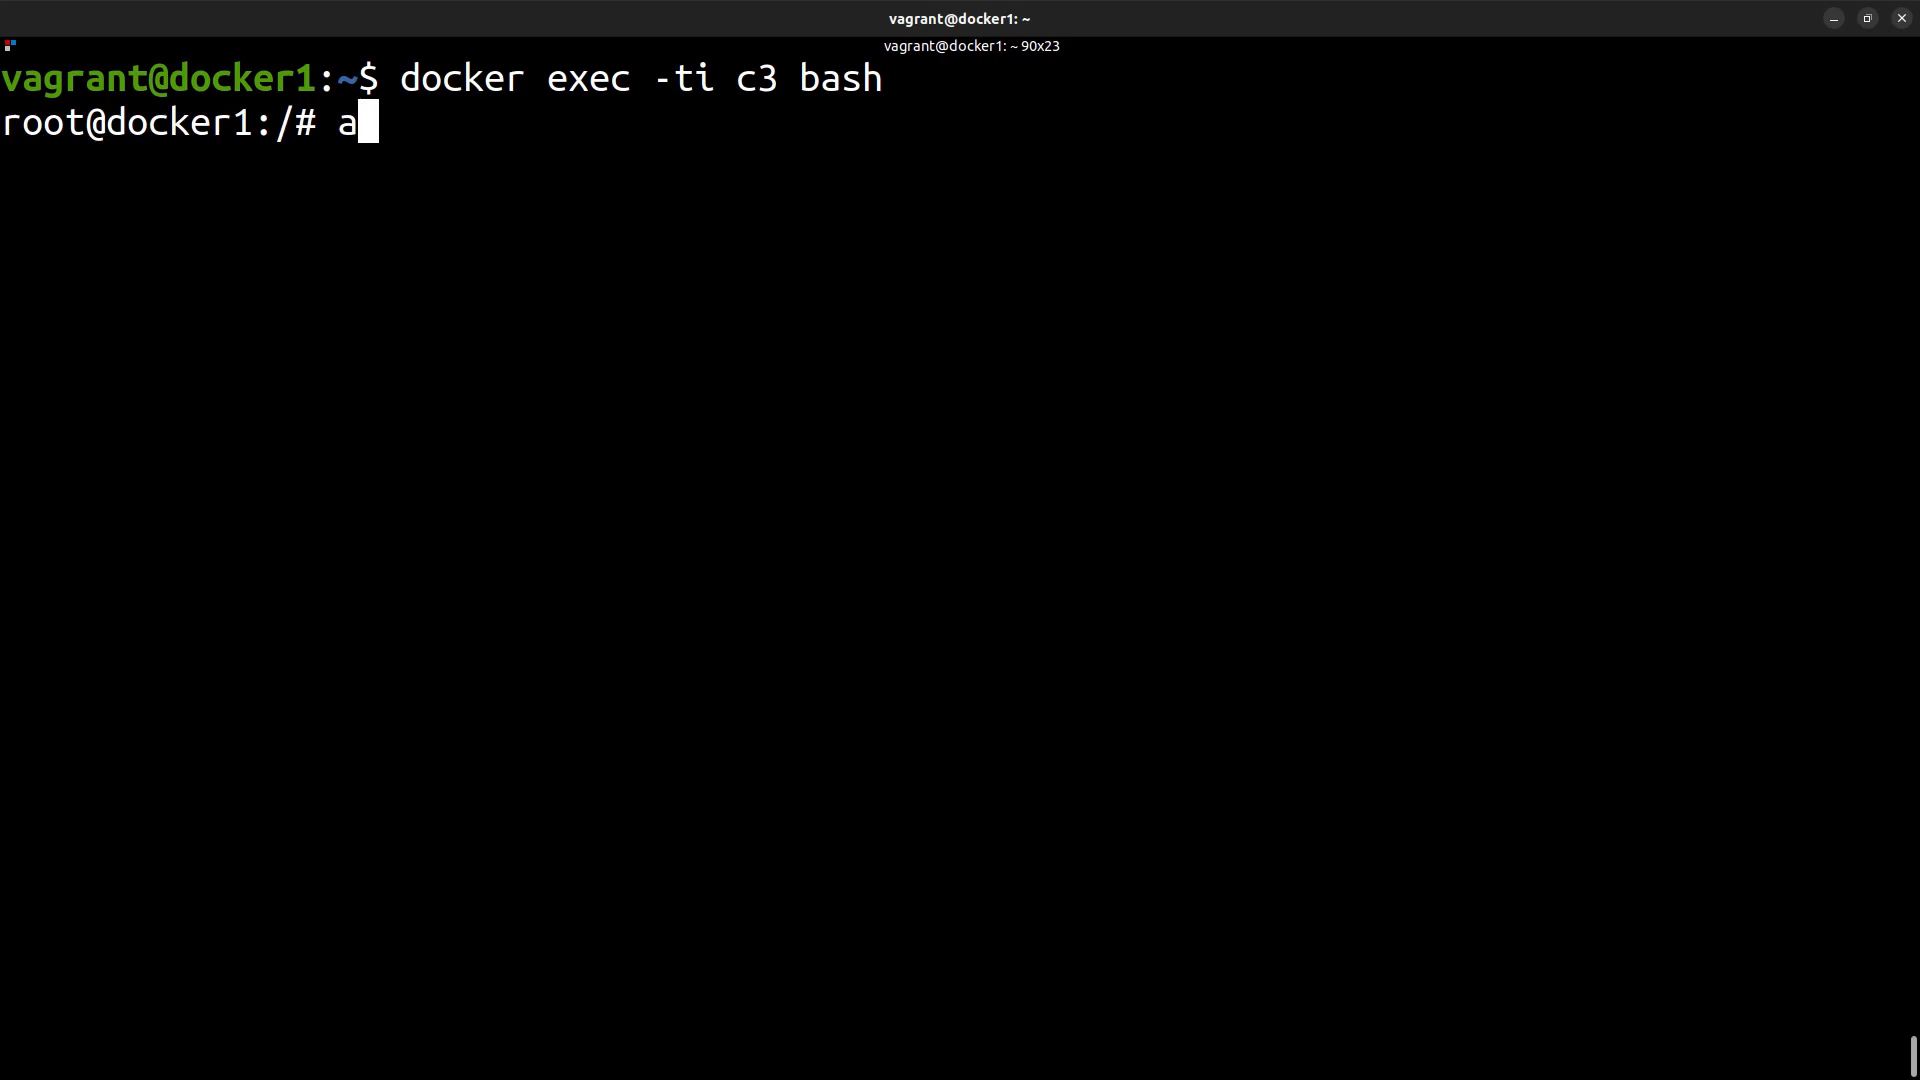 vagrant@docker1: ~
vagrant@docker1: ~ 90x23
vagrant@docker1:~$ docker exec -ti c3 bash
root@docker1:/# a